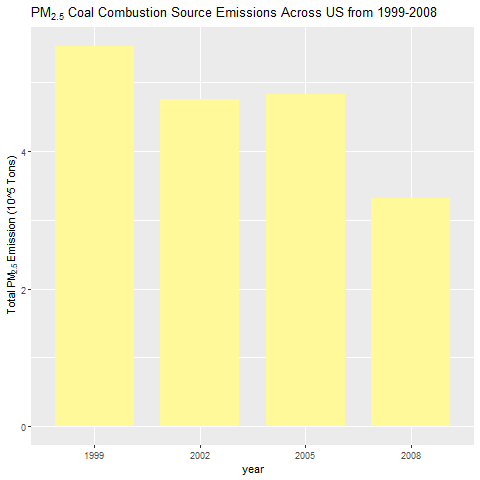 PM2.5 Coal Combustion Source Emissions Across US from 1999-2008
Total PM2.5 Emission (10^5 Tons)
4
2
0
1999 2002 2005 2008
year